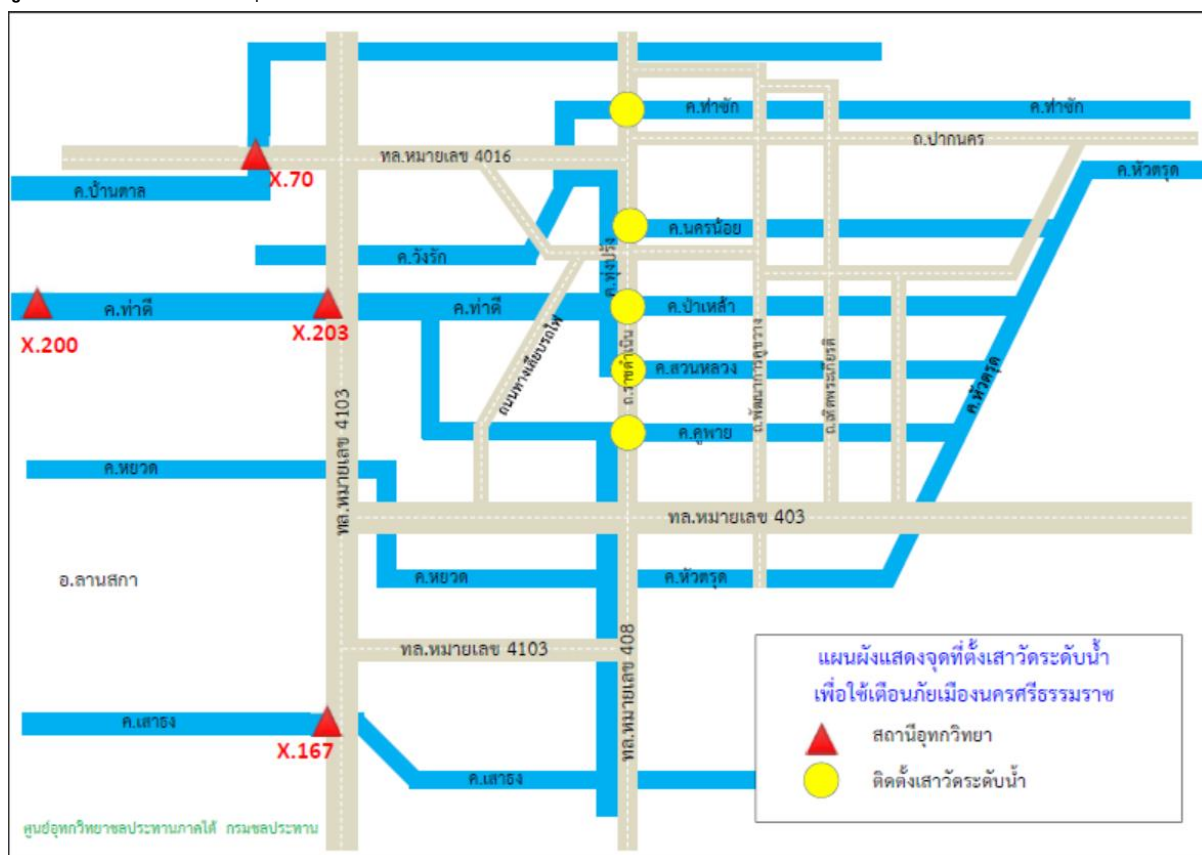 ค.ท่าซัก
ค.ท่าซัก
ถ.ปากนคร
ทล.หมายเลข 4016
X.70
ค.บ้านตาล
ค.หัวตรุด
ค.นครน้อย
ค.วังรัก
ค.ทุ่งปรัง
ค.ท่าดี
X.200
X.203
ค.ท่าดี
ค.ป่าเหล้า
ถนนทางเลียบรถไฟ
ถ.ราชดำเนิน
ค.สวนหลวง
ถ.พัฒนาการคูขวาง
ถ.เทิดพระเกียรติ
ค.หัวตรุด
ค.คูพาย
ทล.หมายเลข 4103
ค.หยวด
ทล.หมายเลข 403
อ.ลานสกา
ค.หยวด
ค.หัวตรุด
ทล.หมายเลข 4103
ทล.หมายเลข 408
ค.เสาธง
X.167
ค.เสาธง
แผนผังแสดงจุดที่ตั้งเสาวัดระดับน้ำ
เพื่อใช้เตือนภัยเมืองนครศรีธรรมราช
สถานีอุทกวิทยา
ติดตั้งเสาวัดระดับน้ำ
ศูนย์อุทกวิทยาชลประทานภาคใต้ กรมชลประทาน